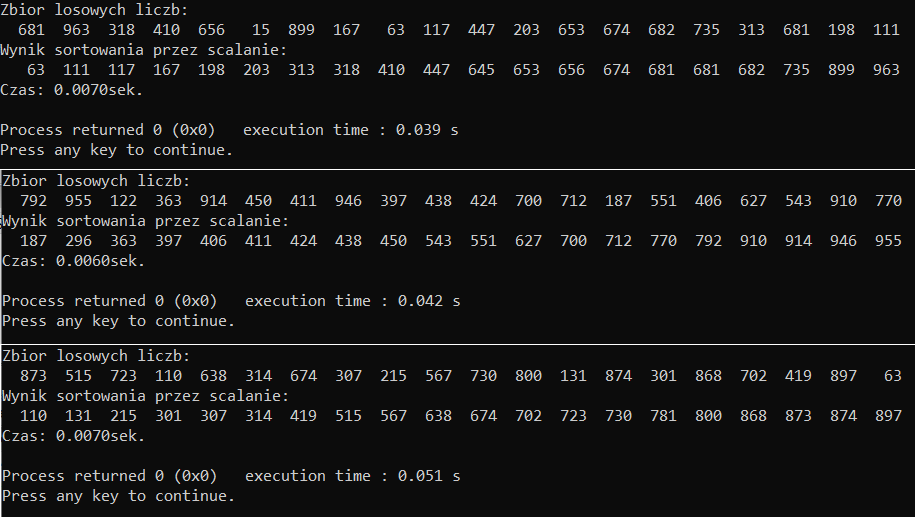 Zbior losowych liczb:
681 963 318 410 656 15 899 167 63 117 447 203 653 674 682 735 313 681 198 111
Wynik sortowania przez scalanie:
63 111 117 167 198 203 313 318 410 447 645 653 656 674 681 681 682 735 899 963
Czas: 0.0070sek.
Process returned 0 (0x0) execution time : 0.039 s
Press any key to continue.
Zbior losowych liczb:
792 955 122 363 914 450 411 946 397 438 424 700 712 187 551 406 627 543 910 770
Wynik sortowania przez scalanie:
187 296 363 397 406 411 424 438 450 543 551 627 700 712 770 792 910 914 946 955
Czas: 0.0060sek.
Process returned 0 (0x0) execution time : 0.042 s
Press any key to continue.
Zbior losowych liczb:
873 515 723 110 638 314 674 307 215 567 730 800 131 874 301 868 702 419 897 63
Wynik sortowania przez scalanie:
110 131 215 301 307 314 419 515 567 638 674 702 723 730 781 800 868 873 874 897
Czas: 0.0070sek.
Process returned 0 (0x0) execution time : 0.051 s
Press any key to continue.